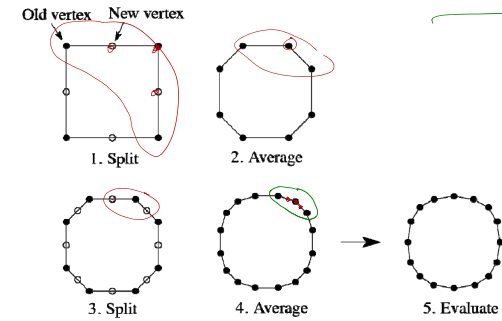 Old vertex New vertex
1. Split
2. Average
3. Split
4. Average
5. Evaluate